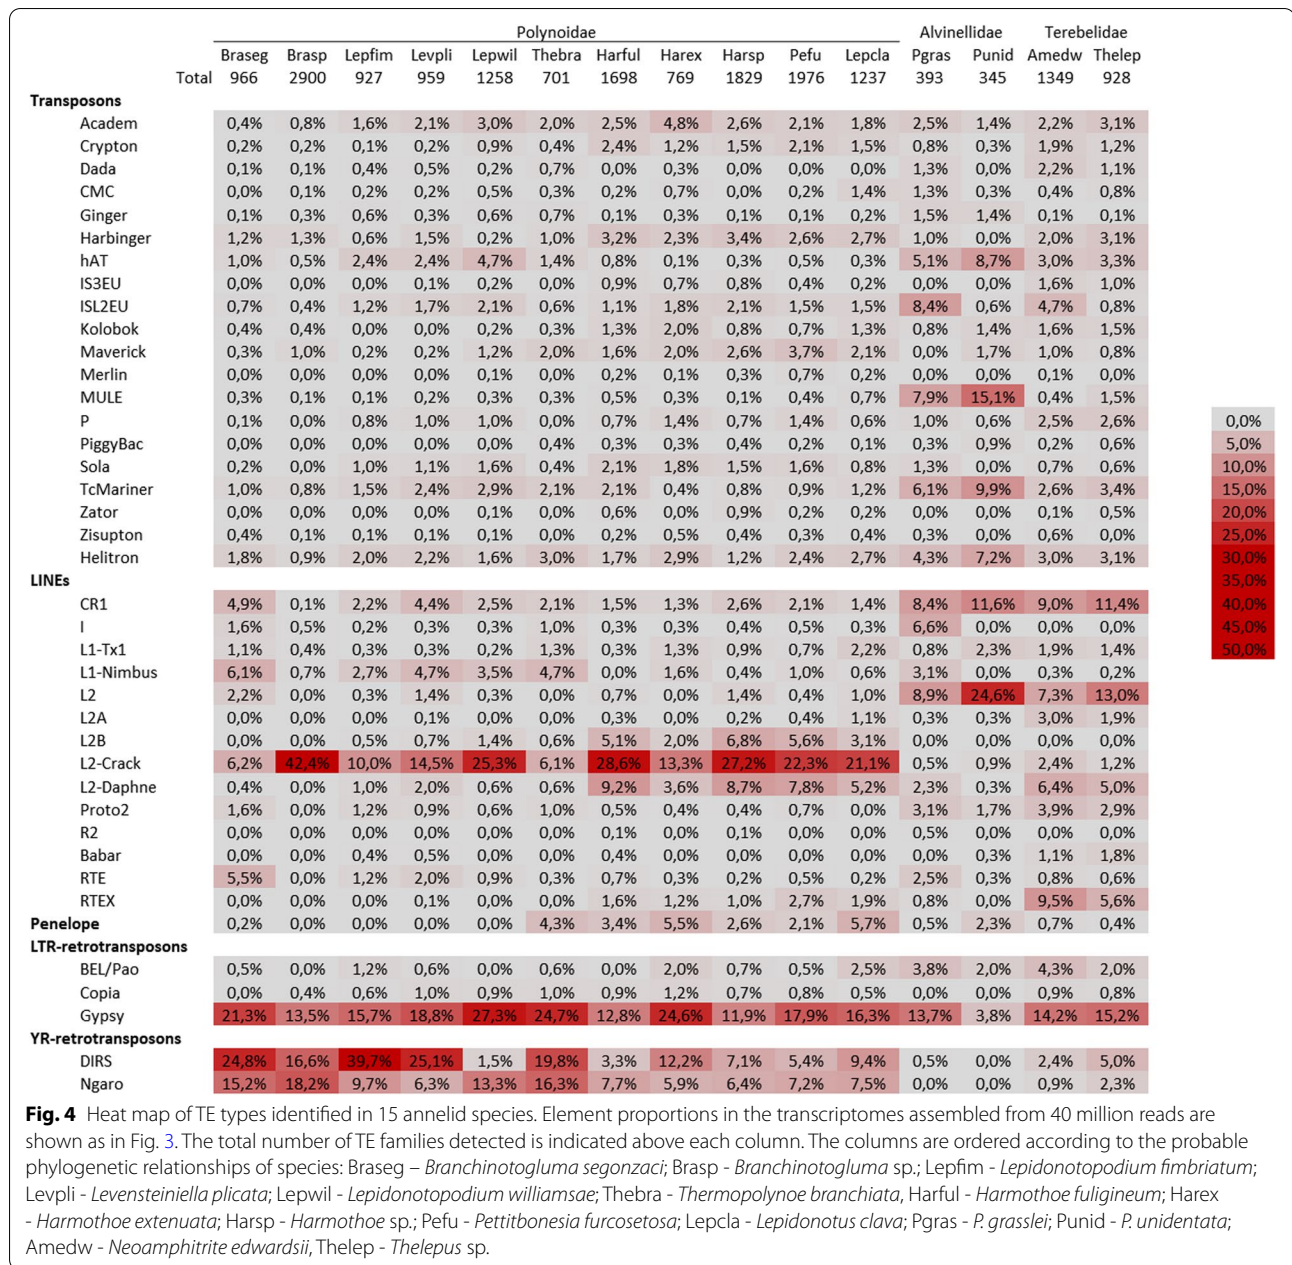 Polynoidae Alvinellidae Terebelidae
Braseg Brasp Lepfim Levpli Lepwil Thebra Harful Harex Harsp Pefu Lepcla Pgras Punid Amedw Thelep
Total 966 2900 927 959 1258 701 1698 769 1829 1976 1237 393 345 1349 928
Transposons
Academ 0,4% 0,8% 1,6% 2,1% 3,0% 2,0% 2,5% 4,8% 2,6% 2,1% 1,8% 2,5% 1,4% 2,2% 3,1%
Crypton 0,2% 0,2% 0,1% 0,2% 0,9% 0,4% 2,4% 1,2% 1,5% 2,1% 1,5% 0,8% 0,3% 1,9% 1,2%
Dada 0,1% 0,1% 0,4% 0,5% 0,2% 0,7% 0,0% 0,3% 0,0% 0,0% 0,0% 1,3% 0,0% 2,2% 1,1%
CMC 0,0% 0,1% 0,2% 0,2% 0,5% 0,3% 0,2% 0,7% 0,0% 0,2% 1,4% 1,3% 0,3% 0,4% 0,8%
Ginger 0,1% 0,3% 0,6% 0,3% 0,6% 0,7% 0,1% 0,3% 0,1% 0,1% 0,2% 1,5% 1,4% 0,1% 0,1%
Harbinger 1,2% 1,3% 0,6% 1,5% 0,2% 1,0% 3,2% 2,3% 3,4% 2,6% 2,7% 1,0% 0,0% 2,0% 3,1%
hAT 1,0% 0,5% 2,4% 2,4% 4,7% 1,4% 0,8% 0,1% 0,3% 0,5% 0,3% 5,1% 8,7% 3,0% 3,3%
IS3EU 0,0% 0,0% 0,0% 0,1% 0,2% 0,0% 0,9% 0,7% 0,8% 0,4% 0,2% 0,0% 0,0% 1,6% 1,0%
ISL2EU 0,7% 0,4% 1,2% 1,7% 2,1% 0,6% 1,1% 1,8% 2,1% 1,5% 1,5% 8,4% 0,6% 4,7% 0,8%
Kolobok 0,4% 0,4% 0,0% 0,0% 0,2% 0,3% 1,3% 2,0% 0,8% 0,7% 1,3% 0,8% 1,4% 1,6% 1,5%
Maverick 0,3% 1,0% 0,2% 0,2% 1,2% 2,0% 1,6% 2,0% 2,6% 3,7% 2,1% 0,0% 1,7% 1,0% 0,8%
Merlin 0,0% 0,0% 0,0% 0,0% 0,1% 0,0% 0,2% 0,1% 0,3% 0,7% 0,2% 0,0% 0,0% 0,1% 0,0%
MULE 0,3% 0,1% 0,1% 0,2% 0,3% 0,3% 0,5% 0,3% 0,1% 0,4% 0,7% 7,9% 15,1% 0,4% 1,5%
P 0,1% 0,0% 0,8% 1,0% 1,0% 0,0% 0,7% 1,4% 0,7% 1,4% 0,6% 1,0% 0,6% 2,5% 2,6% 0,0%
PiggyBac 0,0% 0,0% 0,0% 0,0% 0,0% 0,4% 0,3% 0,3% 0,4% 0,2% 0,1% 0,3% 0,9% 0,2% 0,6% 5,0%
Sola 0,2% 0,0% 1,0% 1,1% 1,6% 0,4% 2,1% 1,8% 1,5% 1,6% 0,8% 1,3% 0,0% 0,7% 0,6% 10,0%
TcMariner 1,0% 0,8% 1,5% 2,4% 2,9% 2,1% 2,1% 0,4% 0,8% 0,9% 1,2% 6,1% 9,9% 2,6% 3,4% 15,0%
Zator 0,0% 0,0% 0,0% 0,0% 0,1% 0,0% 0,6% 0,0% 0,9% 0,2% 0,2% 0,0% 0,0% 0,1% 0,5% 20,0%
Zisupton 0,4% 0,1% 0,1% 0,1% 0,1% 0,0% 0,2% 0,5% 0,4% 0,3% 0,4% 0,3% 0,0% 0,6% 0,0% 25,0%
Helitron 1,8% 0,9% 2,0% 2,2% 1,6% 3,0% 1,7% 2,9% 1,2% 2,4% 2,7% 4,3% 7,2% 3,0% 3,1% 30,0%
LINEs 35,0%
CR1 4,9% 0,1% 2,2% 4,4% 2,5% 2,1% 1,5% 1,3% 2,6% 2,1% 1,4% 8,4% 11,6% 9,0% 11,4% 40,0%
I 1,6% 0,5% 0,2% 0,3% 0,3% 1,0% 0,3% 0,3% 0,4% 0,5% 0,3% 6,6% 0,0% 0,0% 0,0% 45,0%
L1-Tx1 1,1% 0,4% 0,3% 0,3% 0,2% 1,3% 0,3% 1,3% 0,9% 0,7% 2,2% 0,8% 2,3% 1,9% 1,4% 50,0%
L1-Nimbus 6,1% 0,7% 2,7% 4,7% 3,5% 4,7% 0,0% 1,6% 0,4% 1,0% 0,6% 3,1% 0,0% 0,3% 0,2%
L2 2,2% 0,0% 0,3% 1,4% 0,3% 0,0% 0,7% 0,0% 1,4% 0,4% 1,0% 8,9% 24,6% 7,3% 13,0%
L2A 0,0% 0,0% 0,0% 0,1% 0,0% 0,0% 0,3% 0,0% 0,2% 0,4% 1,1% 0,3% 0,3% 3,0% 1,9%
L2B 0,0% 0,0% 0,5% 0,7% 1,4% 0,6% 5,1% 2,0% 6,8% 5,6% 3,1% 0,0% 0,0% 0,0% 0,0%
L2-Crack 6,2% 42,4% 10,0% 14,5% 25,3% 6,1% 28,6% 13,3% 27,2% 22,3% 21,1% 0,5% 0,9% 2,4% 1,2%
L2-Daphne 0,4% 0,0% 1,0% 2,0% 0,6% 0,6% 9,2% 3,6% 8,7% 7,8% 5,2% 2,3% 0,3% 6,4% 5,0%
Proto2 1,6% 0,0% 1,2% 0,9% 0,6% 1,0% 0,5% 0,4% 0,4% 0,7% 0,0% 3,1% 1,7% 3,9% 2,9%
R2 0,0% 0,0% 0,0% 0,0% 0,0% 0,0% 0,1% 0,0% 0,1% 0,0% 0,0% 0,5% 0,0% 0,0% 0,0%
Babar 0,0% 0,0% 0,4% 0,5% 0,0% 0,0% 0,4% 0,0% 0,0% 0,0% 0,0% 0,0% 0,3% 1,1% 1,8%
RTE 5,5% 0,0% 1,2% 2,0% 0,9% 0,3% 0,7% 0,3% 0,2% 0,5% 0,2% 2,5% 0,3% 0,8% 0,6%
RTEX 0,0% 0,0% 0,0% 0,1% 0,0% 0,0% 1,6% 1,2% 1,0% 2,7% 1,9% 0,8% 0,0% 9,5% 5,6%
Penelope 0,2% 0,0% 0,0% 0,0% 0,0% 4,3% 3,4% 5,5% 2,6% 2,1% 5,7% 0,5% 2,3% 0,7% 0,4%
LTR-retrotransposons
BEL/Pao 0,5% 0,0% 1,2% 0,6% 0,0% 0,6% 0,0% 2,0% 0,7% 0,5% 2,5% 3,8% 2,0% 4,3% 2,0%
Copia 0,0% 0,4% 0,6% 1,0% 0,9% 1,0% 0,9% 1,2% 0,7% 0,8% 0,5% 0,0% 0,0% 0,9% 0,8%
Gypsy 21,3% 13,5% 15,7% 18,8% 27,3% 24,7% 12,8% 24,6% 11,9% 17,9% 16,3% 13,7% 3,8% 14,2% 15,2%
YR-retrotransposons
DIRS 24,8% 16,6% 39,7% 25,1% 1,5% 19,8% 3,3% 12,2% 7,1% 5,4% 9,4% 0,5% 0,0% 2,4% 5,0%
Ngaro 15,2% 18,2% 9,7% 6,3% 13,3% 16,3% 7,7% 5,9% 6,4% 7,2% 7,5% 0,0% 0,0% 0,9% 2,3%
Fig. 4 Heat map of TE types identified in 15 annelid species. Element proportions in the transcriptomes assembled from 40 million reads are
shown as in Fig. 3. The total number of TE families detected is indicated above each column. The columns are ordered according to the probable
phylogenetic relationships of species: Braseg – Branchinotogluma segonzaci; Brasp - Branchinotogluma sp.; Lepfim - Lepidonotopodium fimbriatum;
Levpli - Levensteiniella plicata; Lepwil - Lepidonotopodium williamsae; Thebra - Thermopolynoe branchiata, Harful - Harmothoe fuligineum; Harex
- Harmothoe extenuata; Harsp - Harmothoe sp.; Pefu - Pettitbonesia furcosetosa; Lepcla - Lepidonotus clava; Pgras - P. grasslei; Punid - P. unidentata;
Amedw - Neoamphitrite edwardsii, Thelep - Thelepus sp.